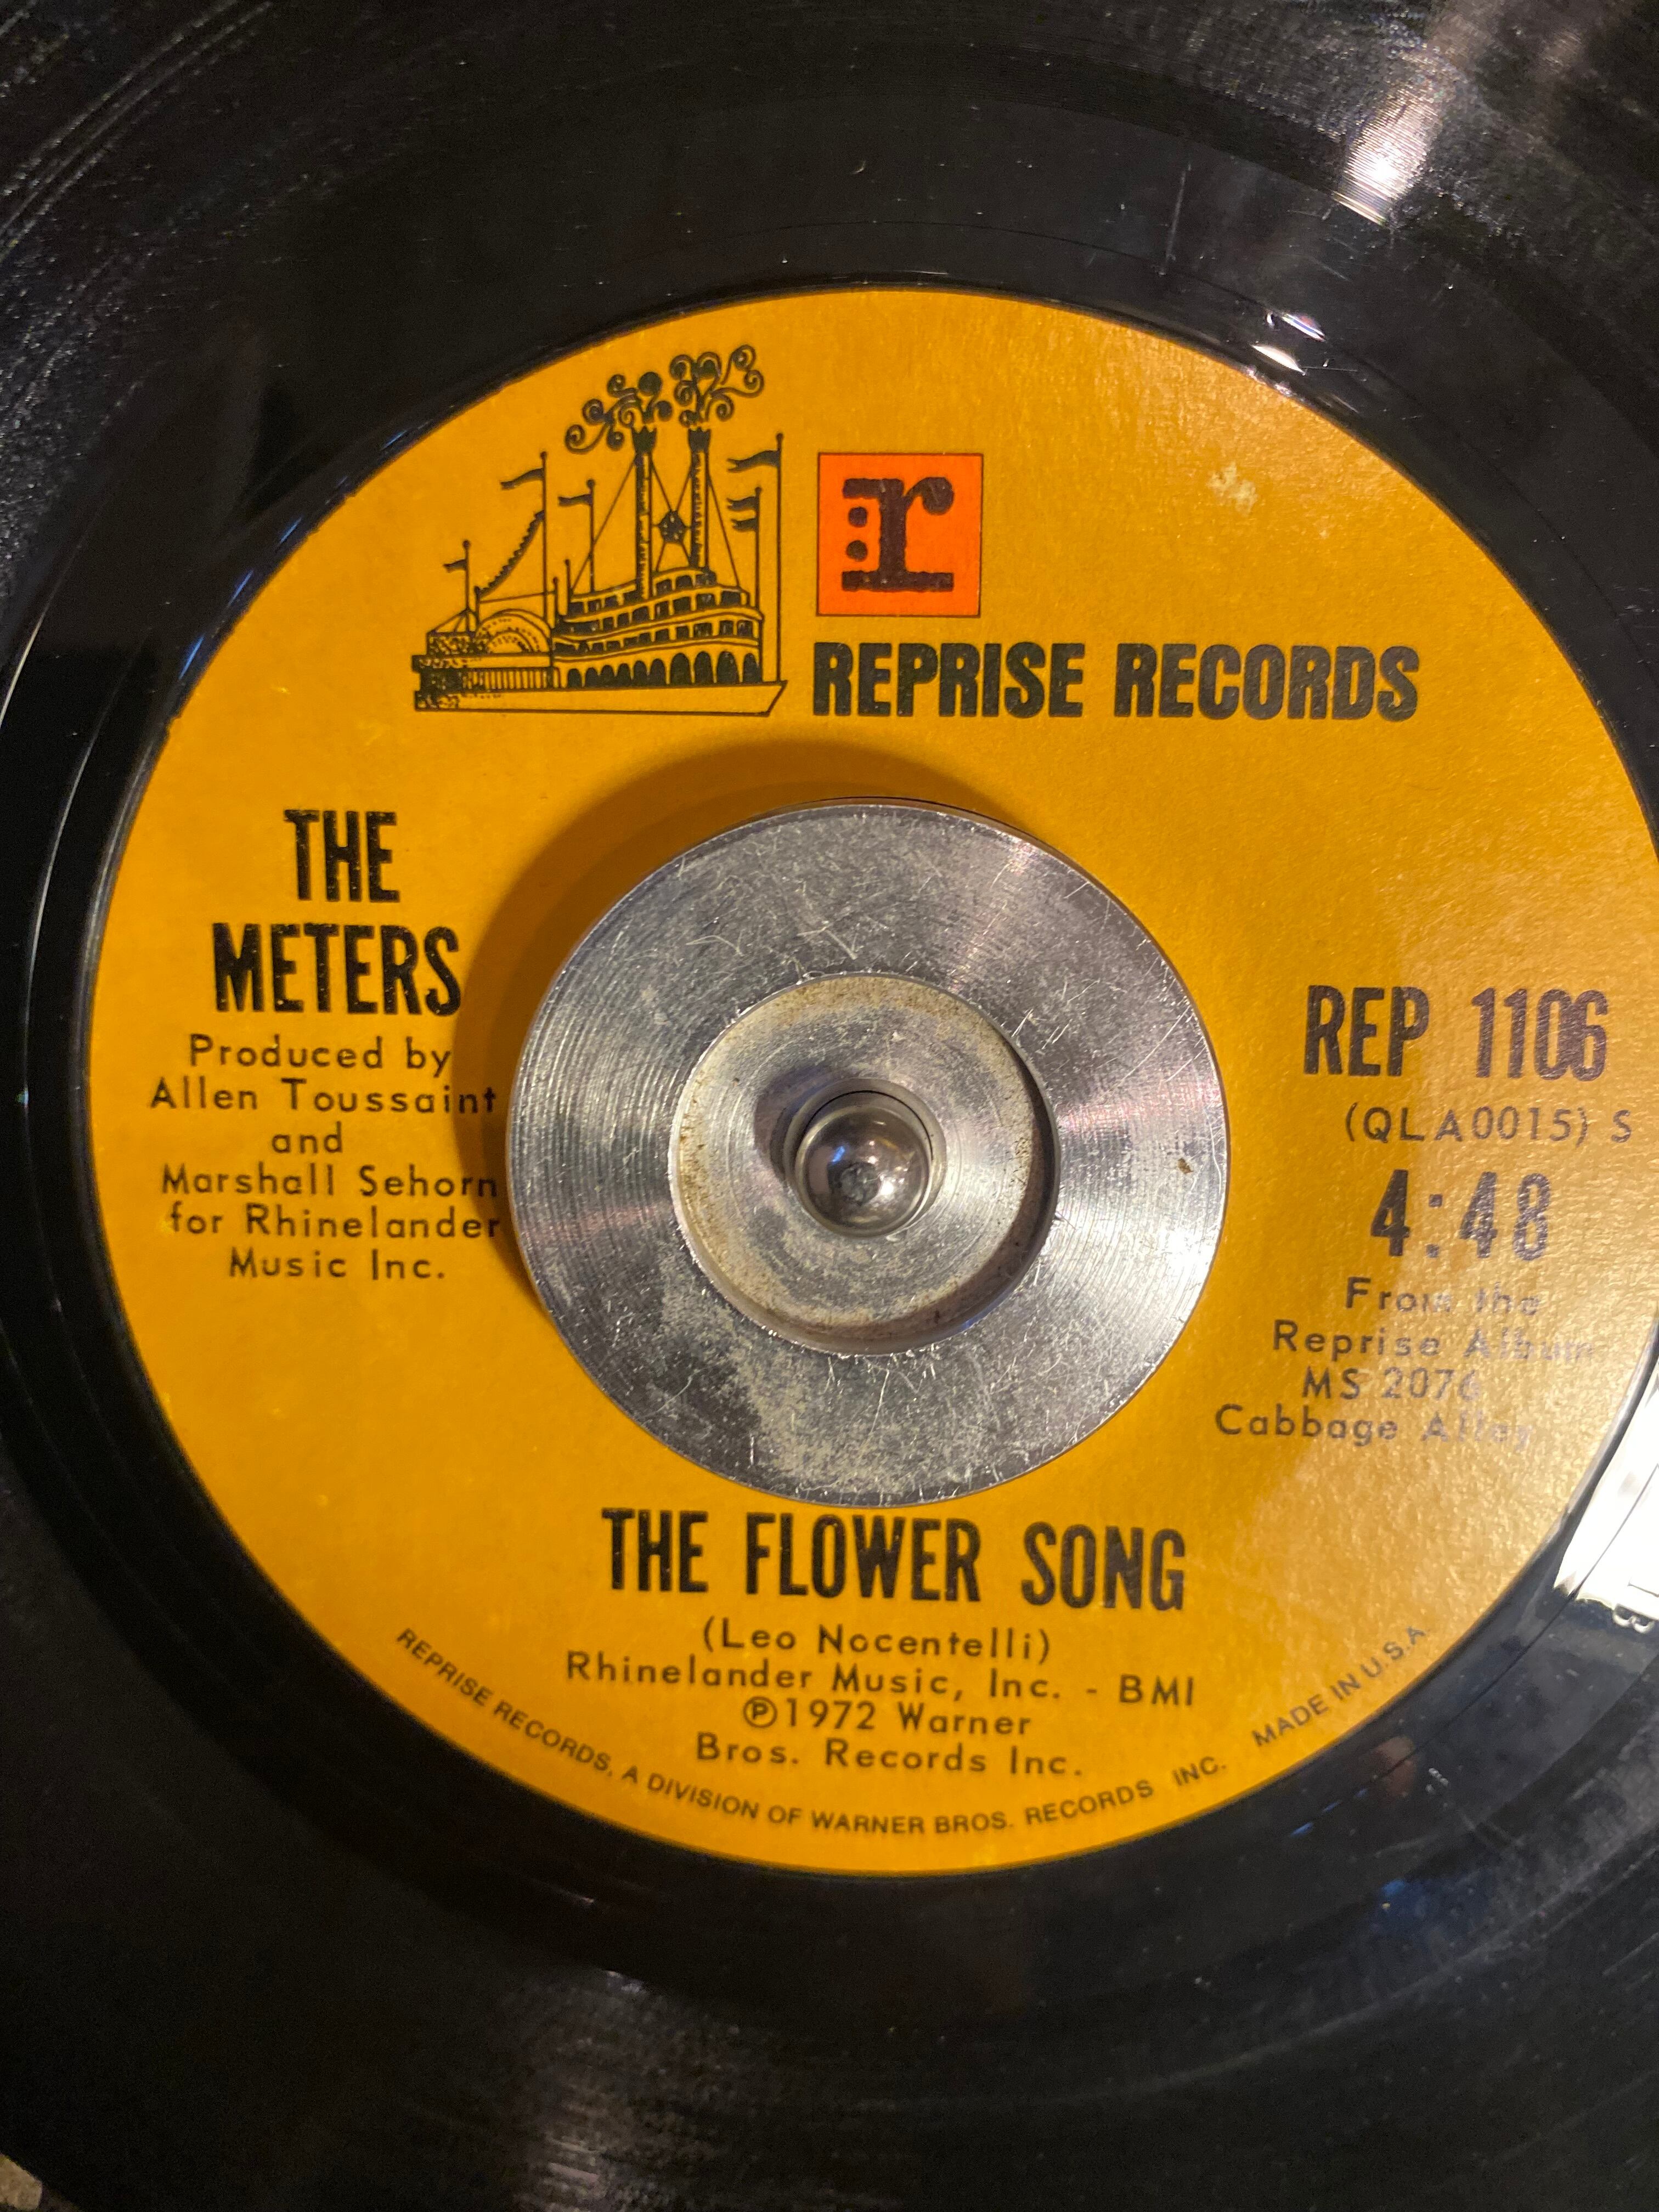 r
REPRISE RECORDS
THE
METERS
Produced by
Allen Toussaint
and
Marshall Sehorn
for Rhinelander
Music Inc.
REP 1106
(QLA0015) S
4:48
From the
Reprise Album
MS 2076
Cabbage Alley
THE FLOWER SONG
(Leo Nocentelli)
Rhinelander Music, Inc. - BMI
℗1972 Warner
Bros. Records Inc.
REPRISE RECORDS, A DIVISION OF WARNER BROS. RECORDS INC. MADE IN U.S.A.